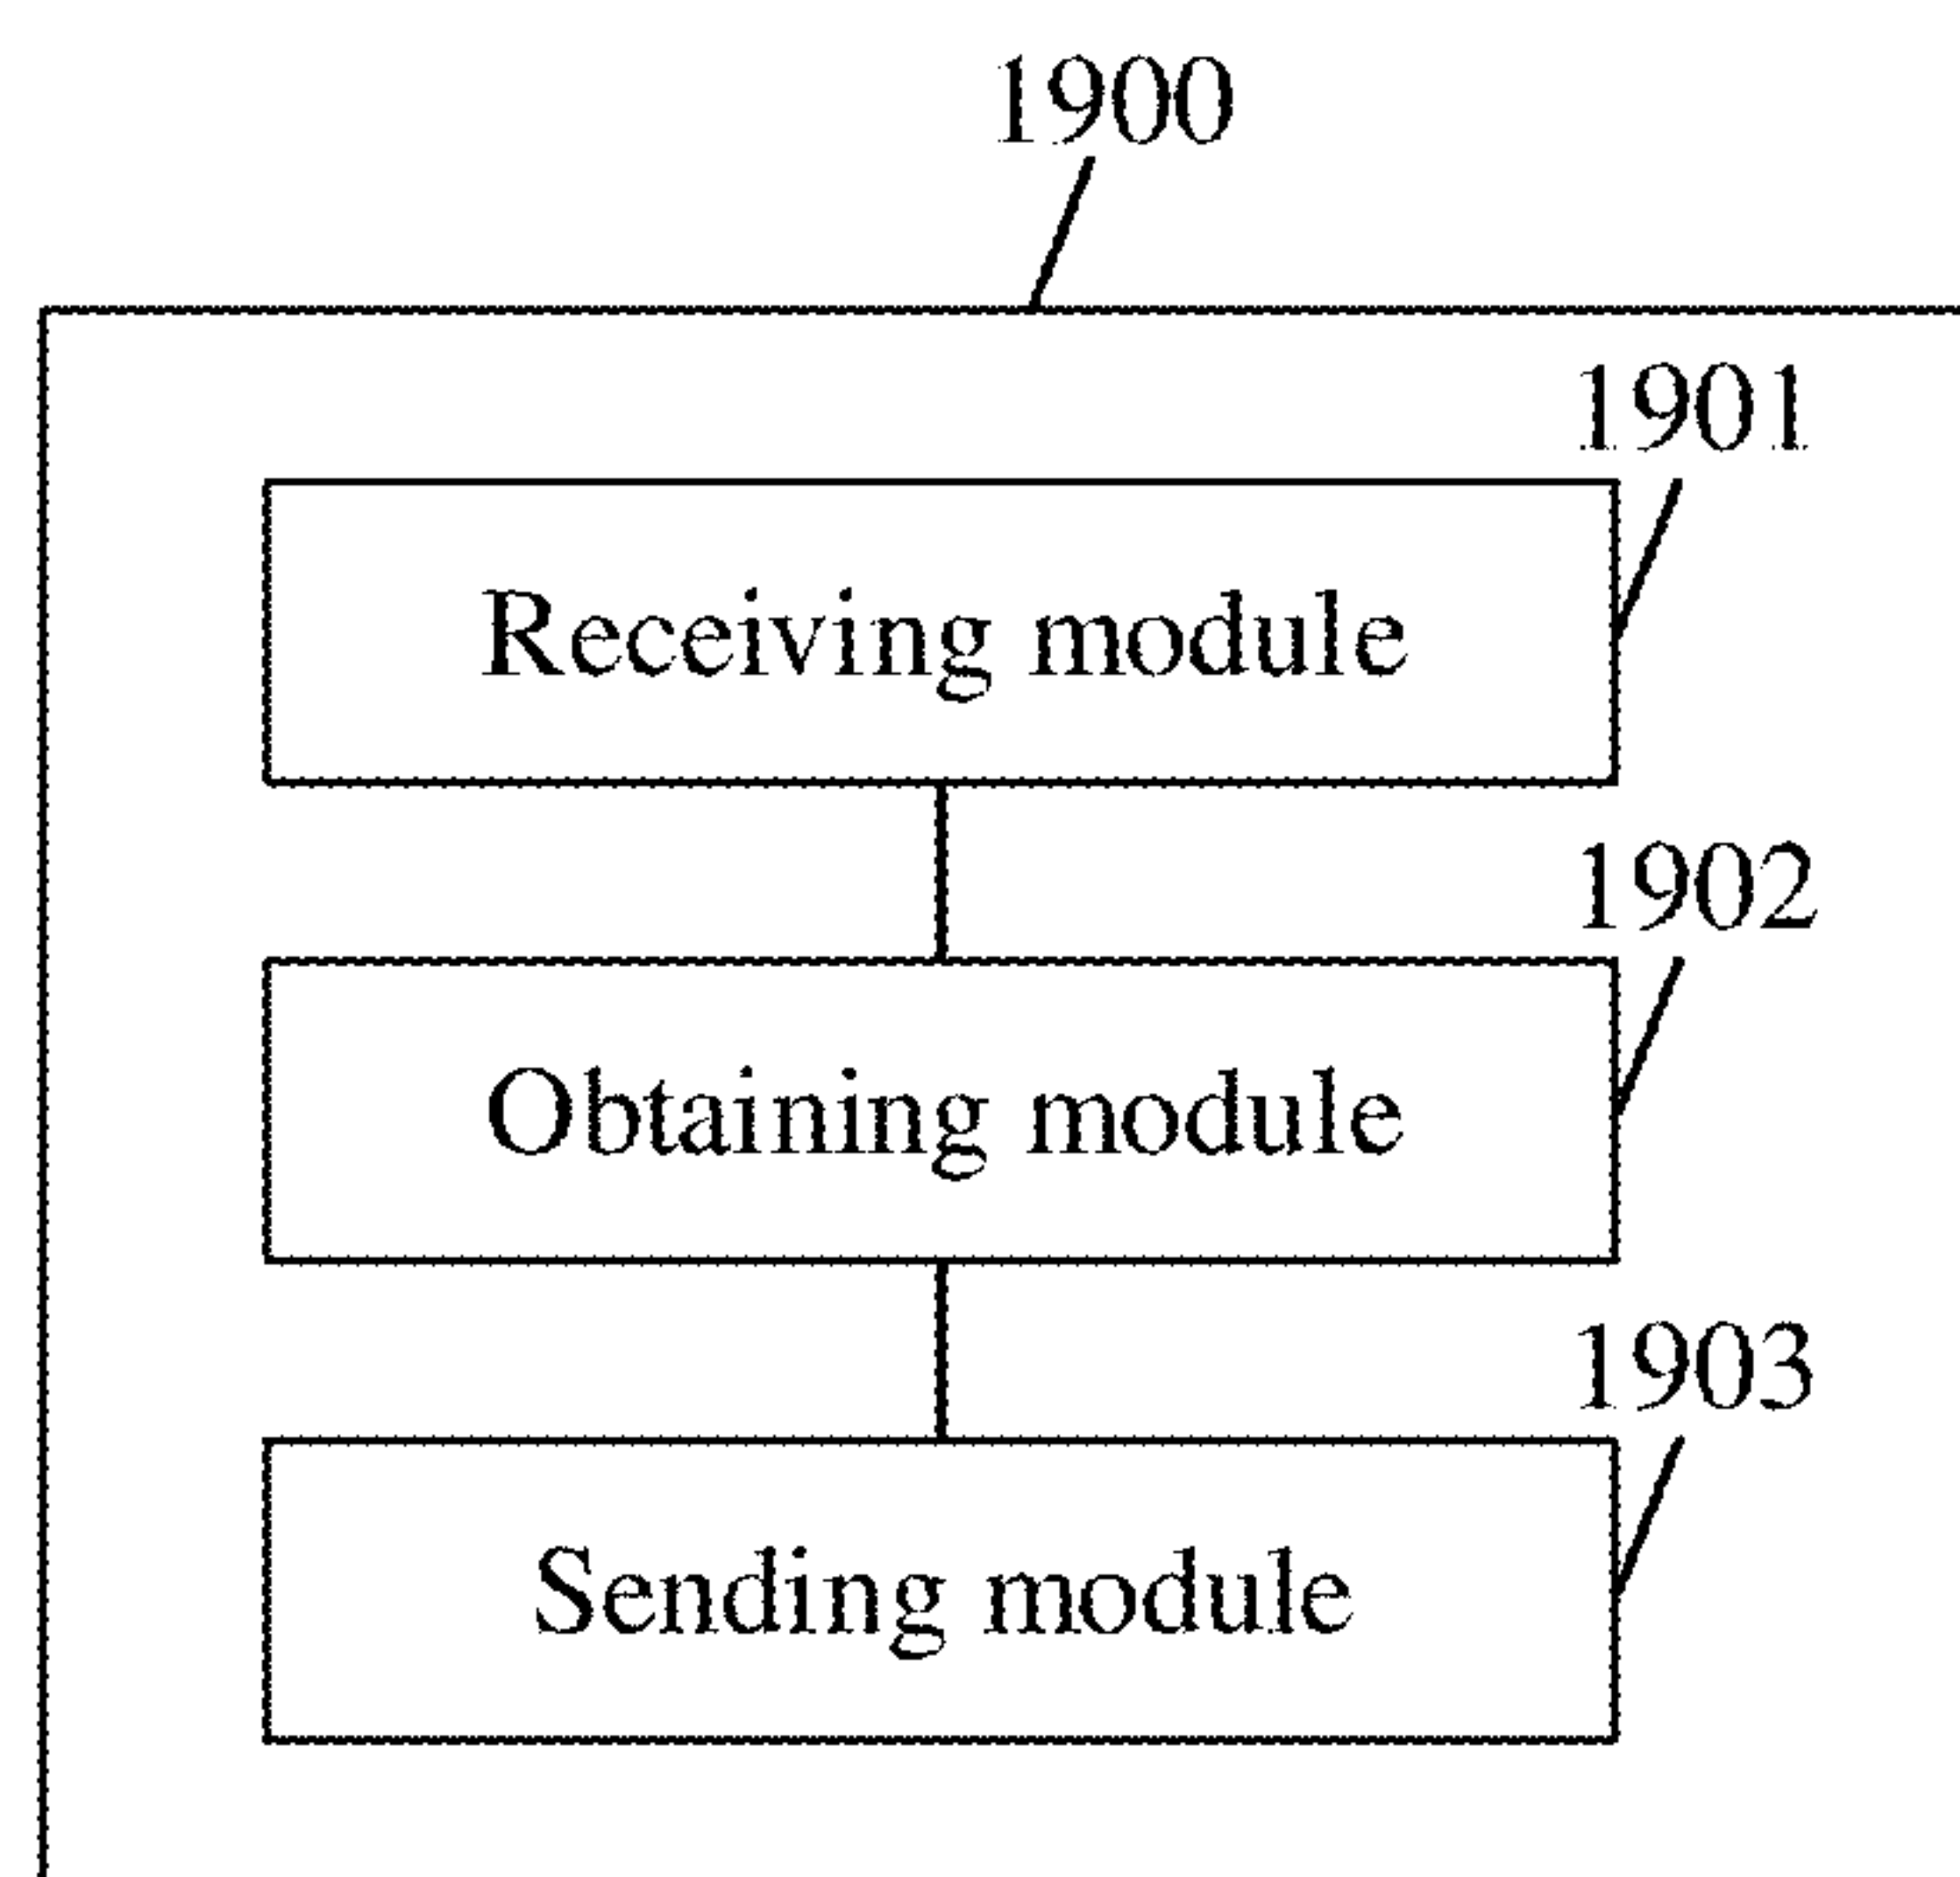 1900
1901
Receiving module
1902
Obtaining module
1903
Sending module